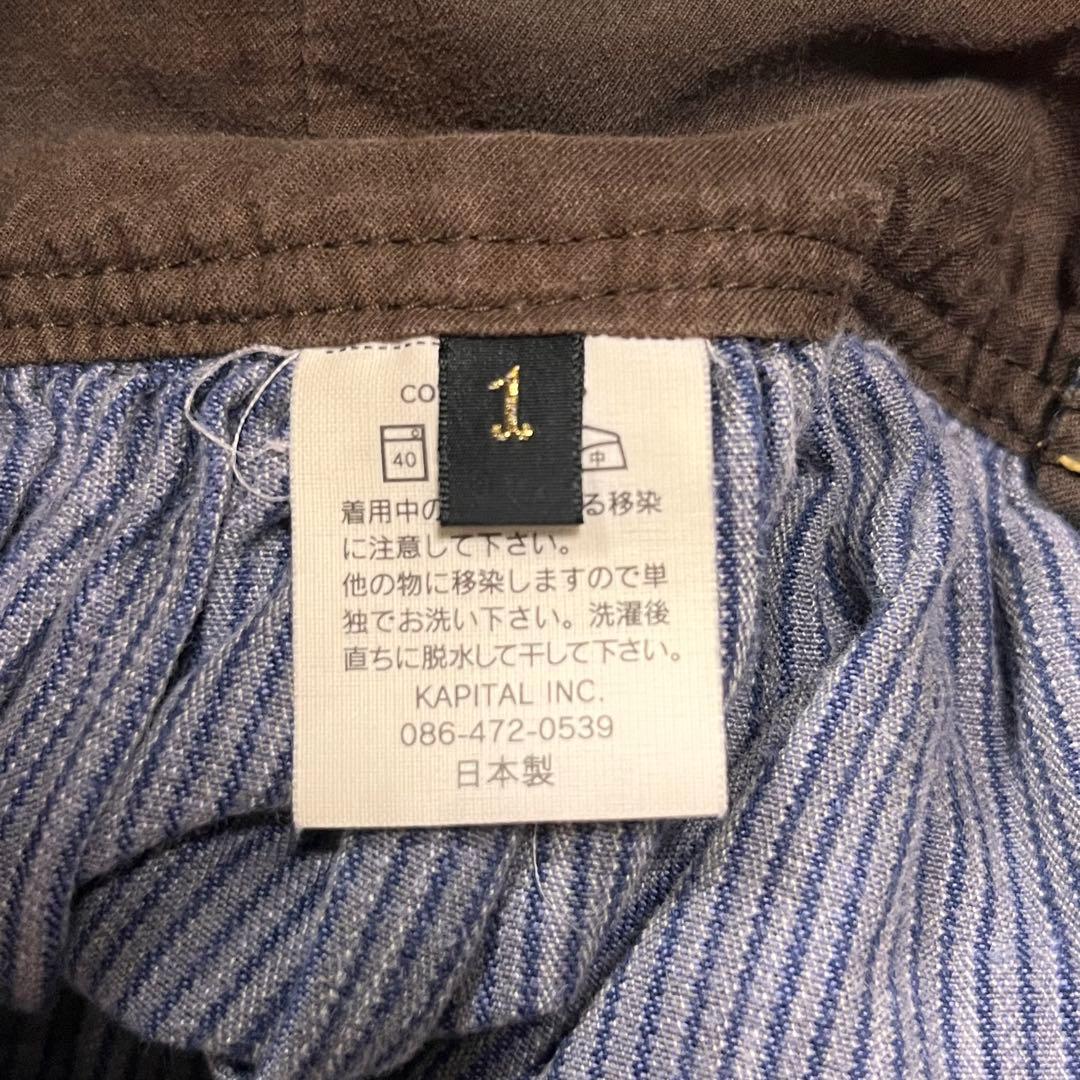 CO
1
40
中
着用中の る移染
に注意して下さい。
他の物に移染しますので単
独でお洗い下さい。洗濯後
直ちに脱水して干して下さい。
KAPITAL INC.
086-472-0539
日本製